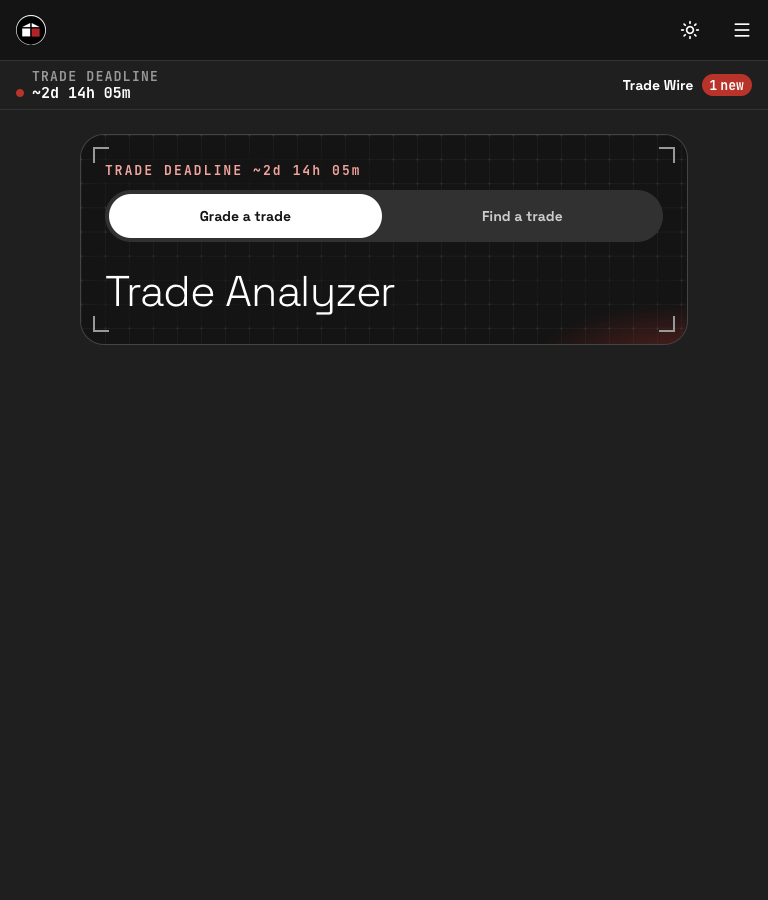 TRADE DEADLINE
~2d 14h 05m
Trade Wire 1 new
TRADE DEADLINE ~2d 14h 05m
Grade a trade
Find a trade
Trade Analyzer